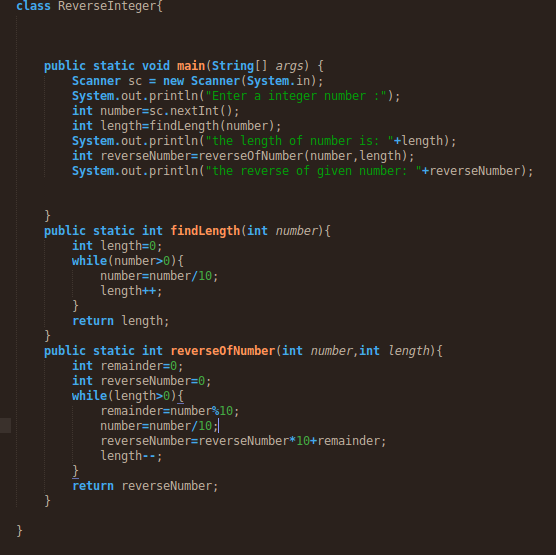 class ReverseInteger{
public static void main(String[] args) {
Scanner sc = new Scanner(System.in);
System.out.println("Enter a integer number :");
int number=sc.nextInt();
int length=findLength(number);
System.out.println("the length of number is: "+length);
int reverseNumber=reverseOfNumber(number,length);
System.out.println("the reverse of given number: "+reverseNumber);
}
public static int findLength(int number){
int length=0;
while(number>0){
number=number/10;
length++;
}
return length;
}
public static int reverseOfNumber(int number,int length){
int remainder=0;
int reverseNumber=0;
while(length>0){
remainder=number%10;
number=number/10;
reverseNumber=reverseNumber*10+remainder;
length--;
}
return reverseNumber;
}
}